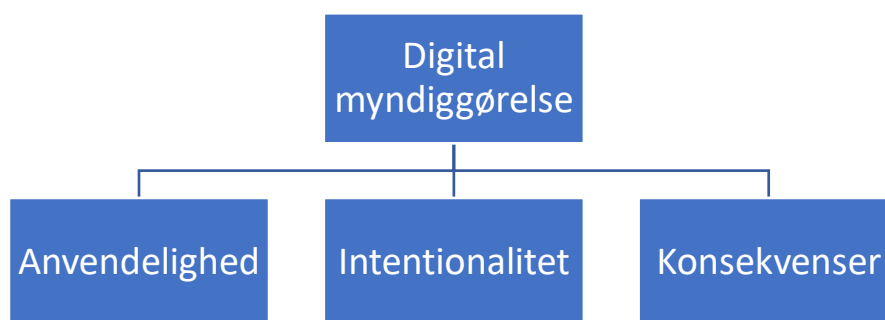 Digital
myndiggørelse
Anvendelighed
Intentionalitet
Konsekvenser